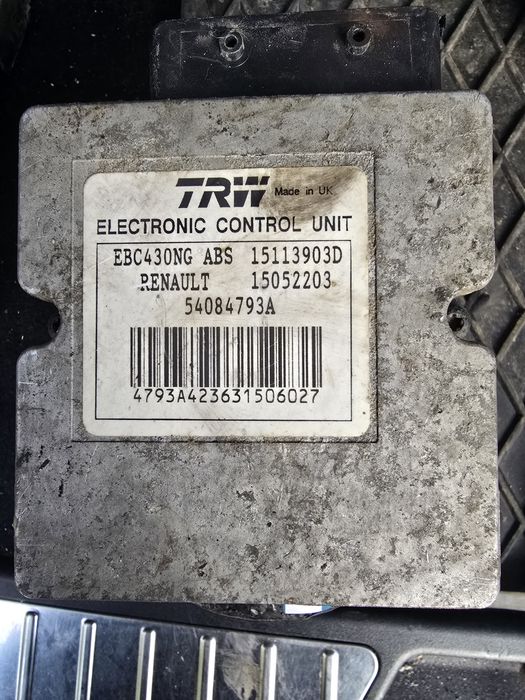 TRW Made in UK
ELECTRONIC CONTROL UNIT
EBC430NG ABS 15113903D
RENAULT 15052203
54084793A
4793A423631506027